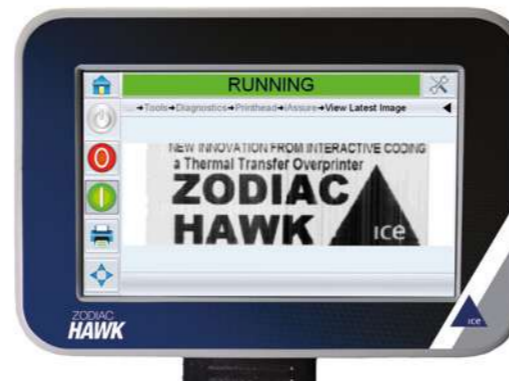 RUNNING
→Tools→Diagnostics→Printhead→iAssure→View Latest Image
NEW INNOVATION FROM INTERACTIVE CODING
a Thermal Transfer Overprinter
ZODIAC
HAWK
ice
ZODIAC
HAWK
ice